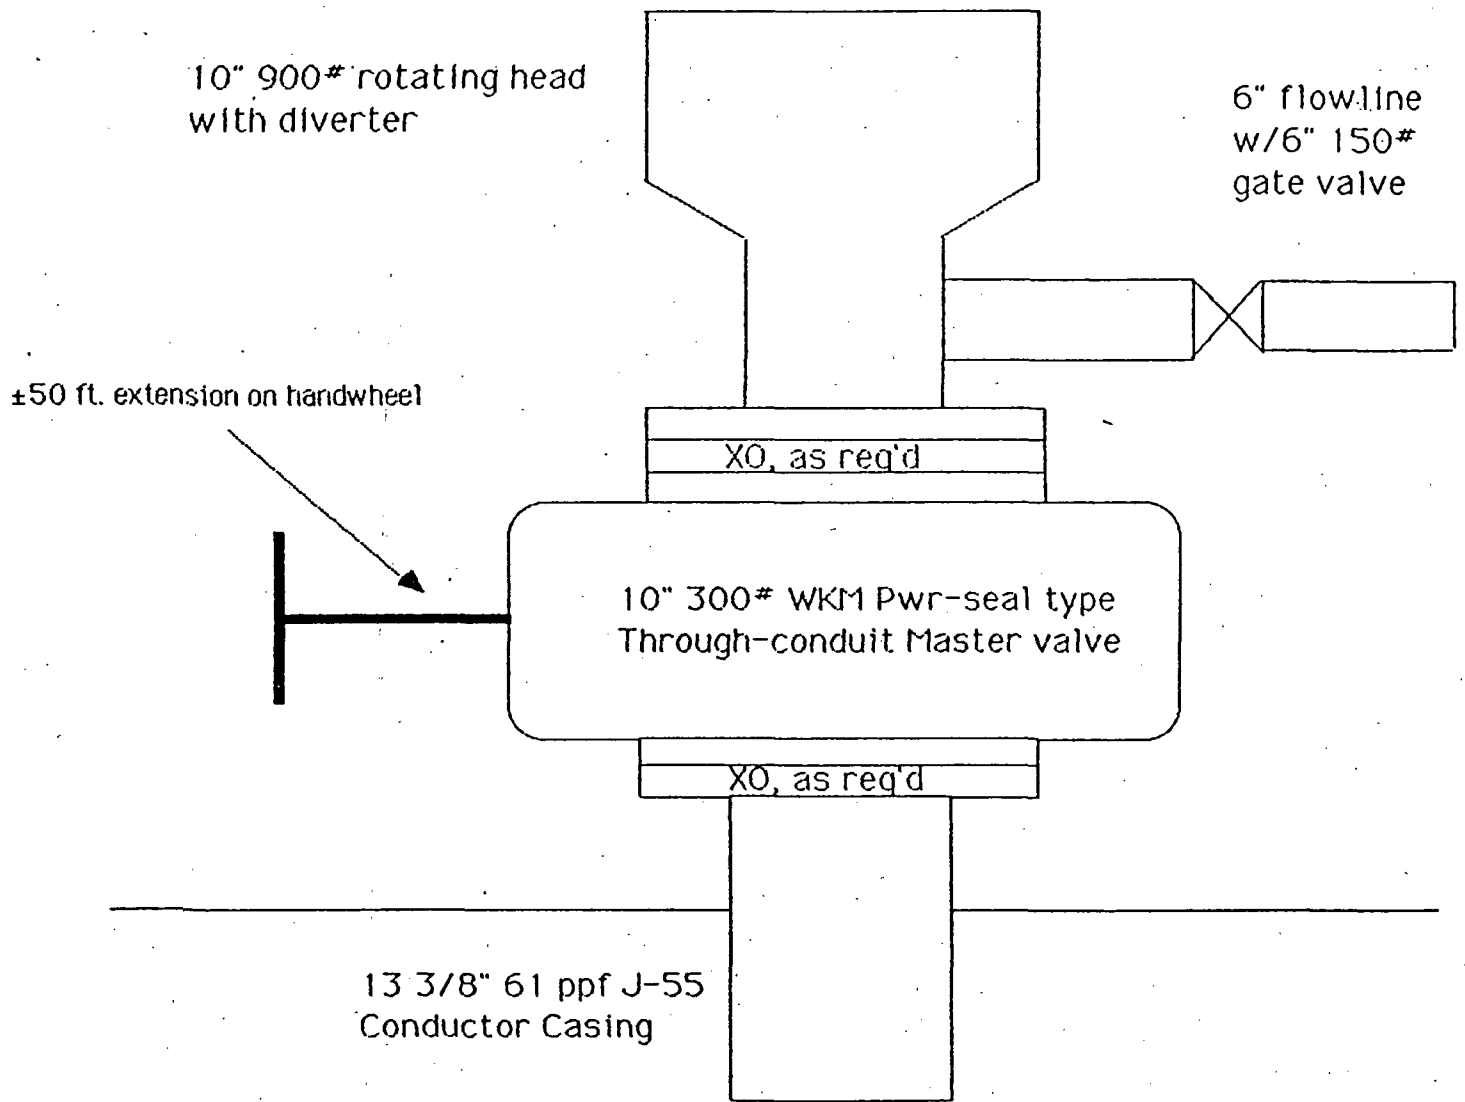 10" 900# rotating head
with diverter
6" flowline
w/6" 150#
gate valve
±50 ft. extension on handwheel
XO, as req'd
10" 300# WKM Pwr-seal type
Through-conduit Master valve
XO, as req'd
13 3/8" 61 ppf J-55
Conductor Casing